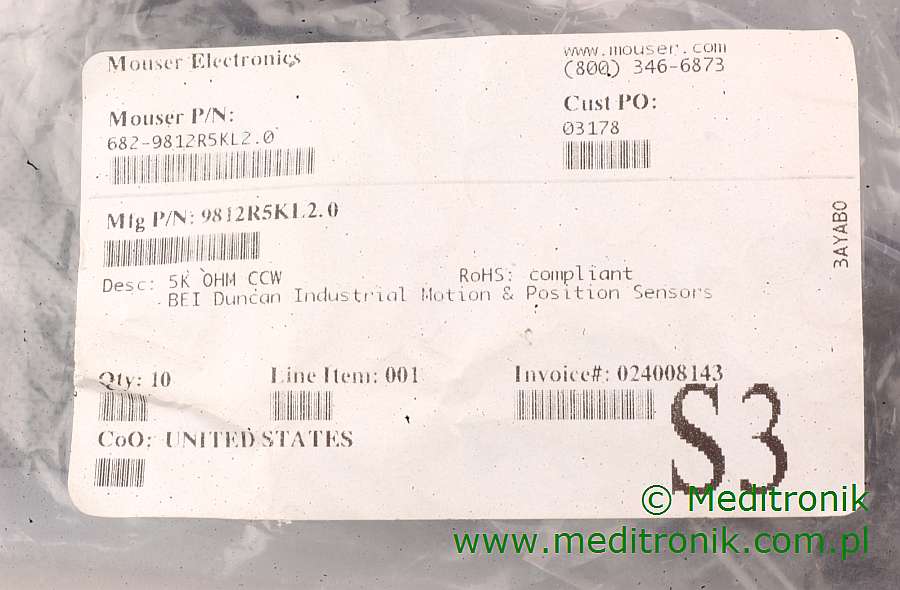 Mouser Electronics
www.mouser.com
(800) 346-6873
Mouser P/N:
682-9812R5KL2.0
Cust PO:
03178
Mfg P/N: 9812R5KL2.0
3AYABO
Desc: 5K OHM CCW
RoHS: compliant
BEI Duncan Industrial Motion & Position Sensors
Qty: 10
Line Item: 001
Invoice#: 024008143
CoO: UNITED STATES
S3
© Meditronik
www.meditronik.com.pl